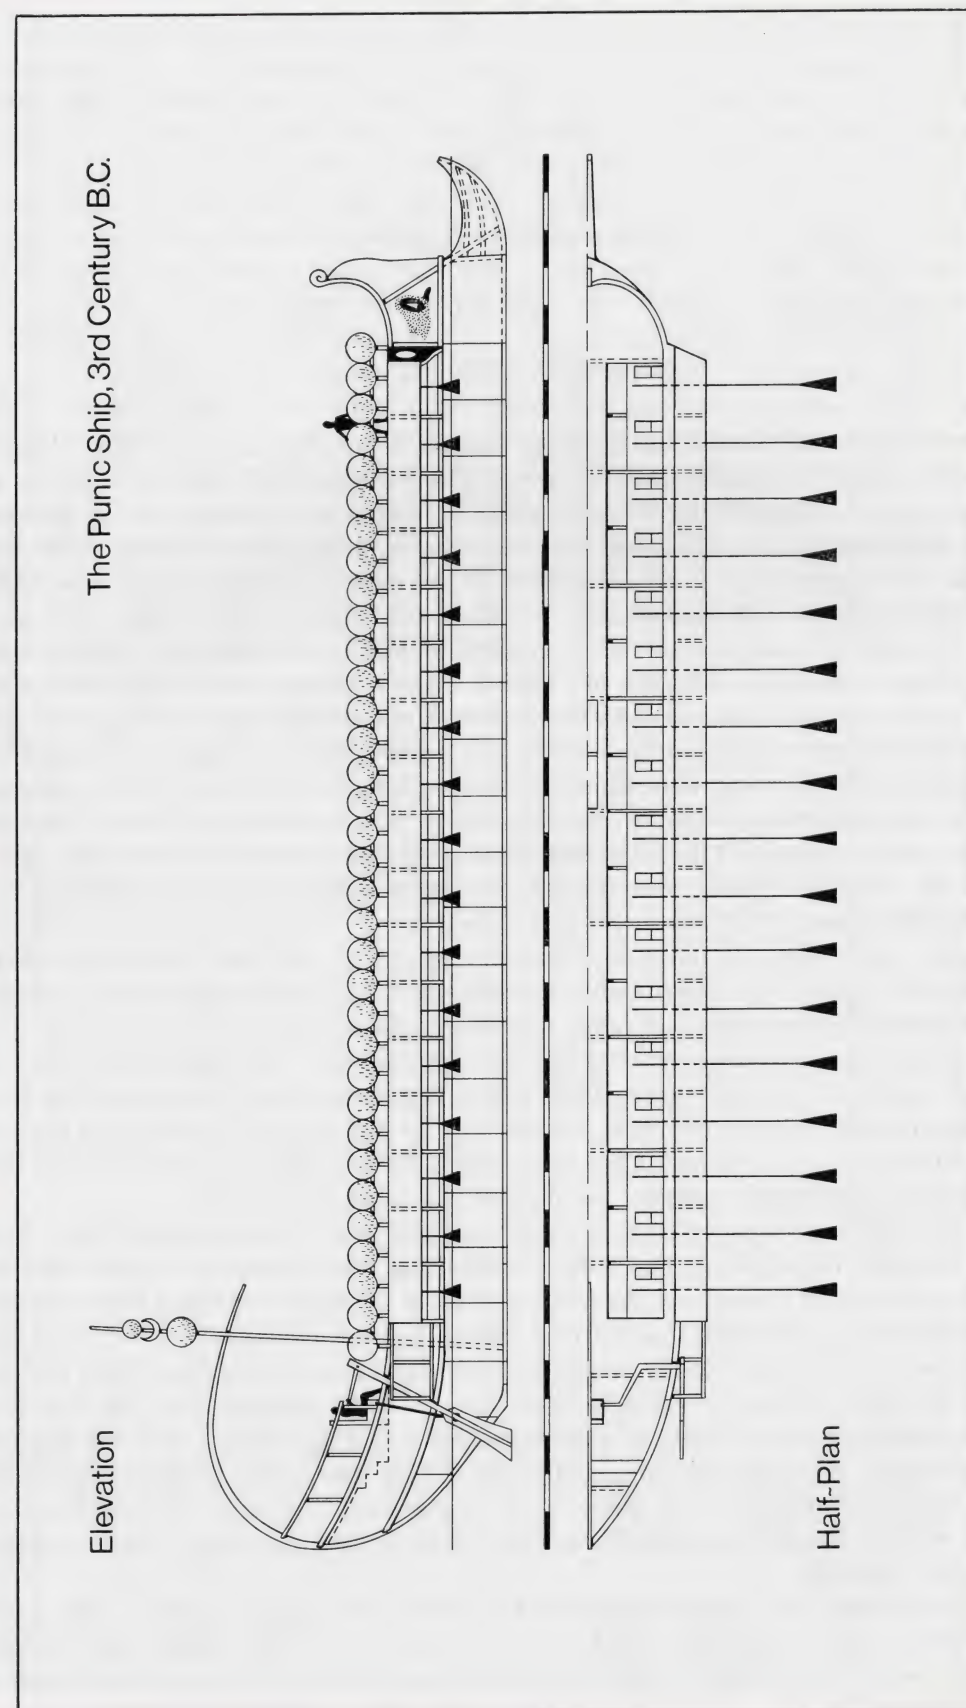 Elevation
The Punic Ship, 3rd Century B.C.
Half-Plan